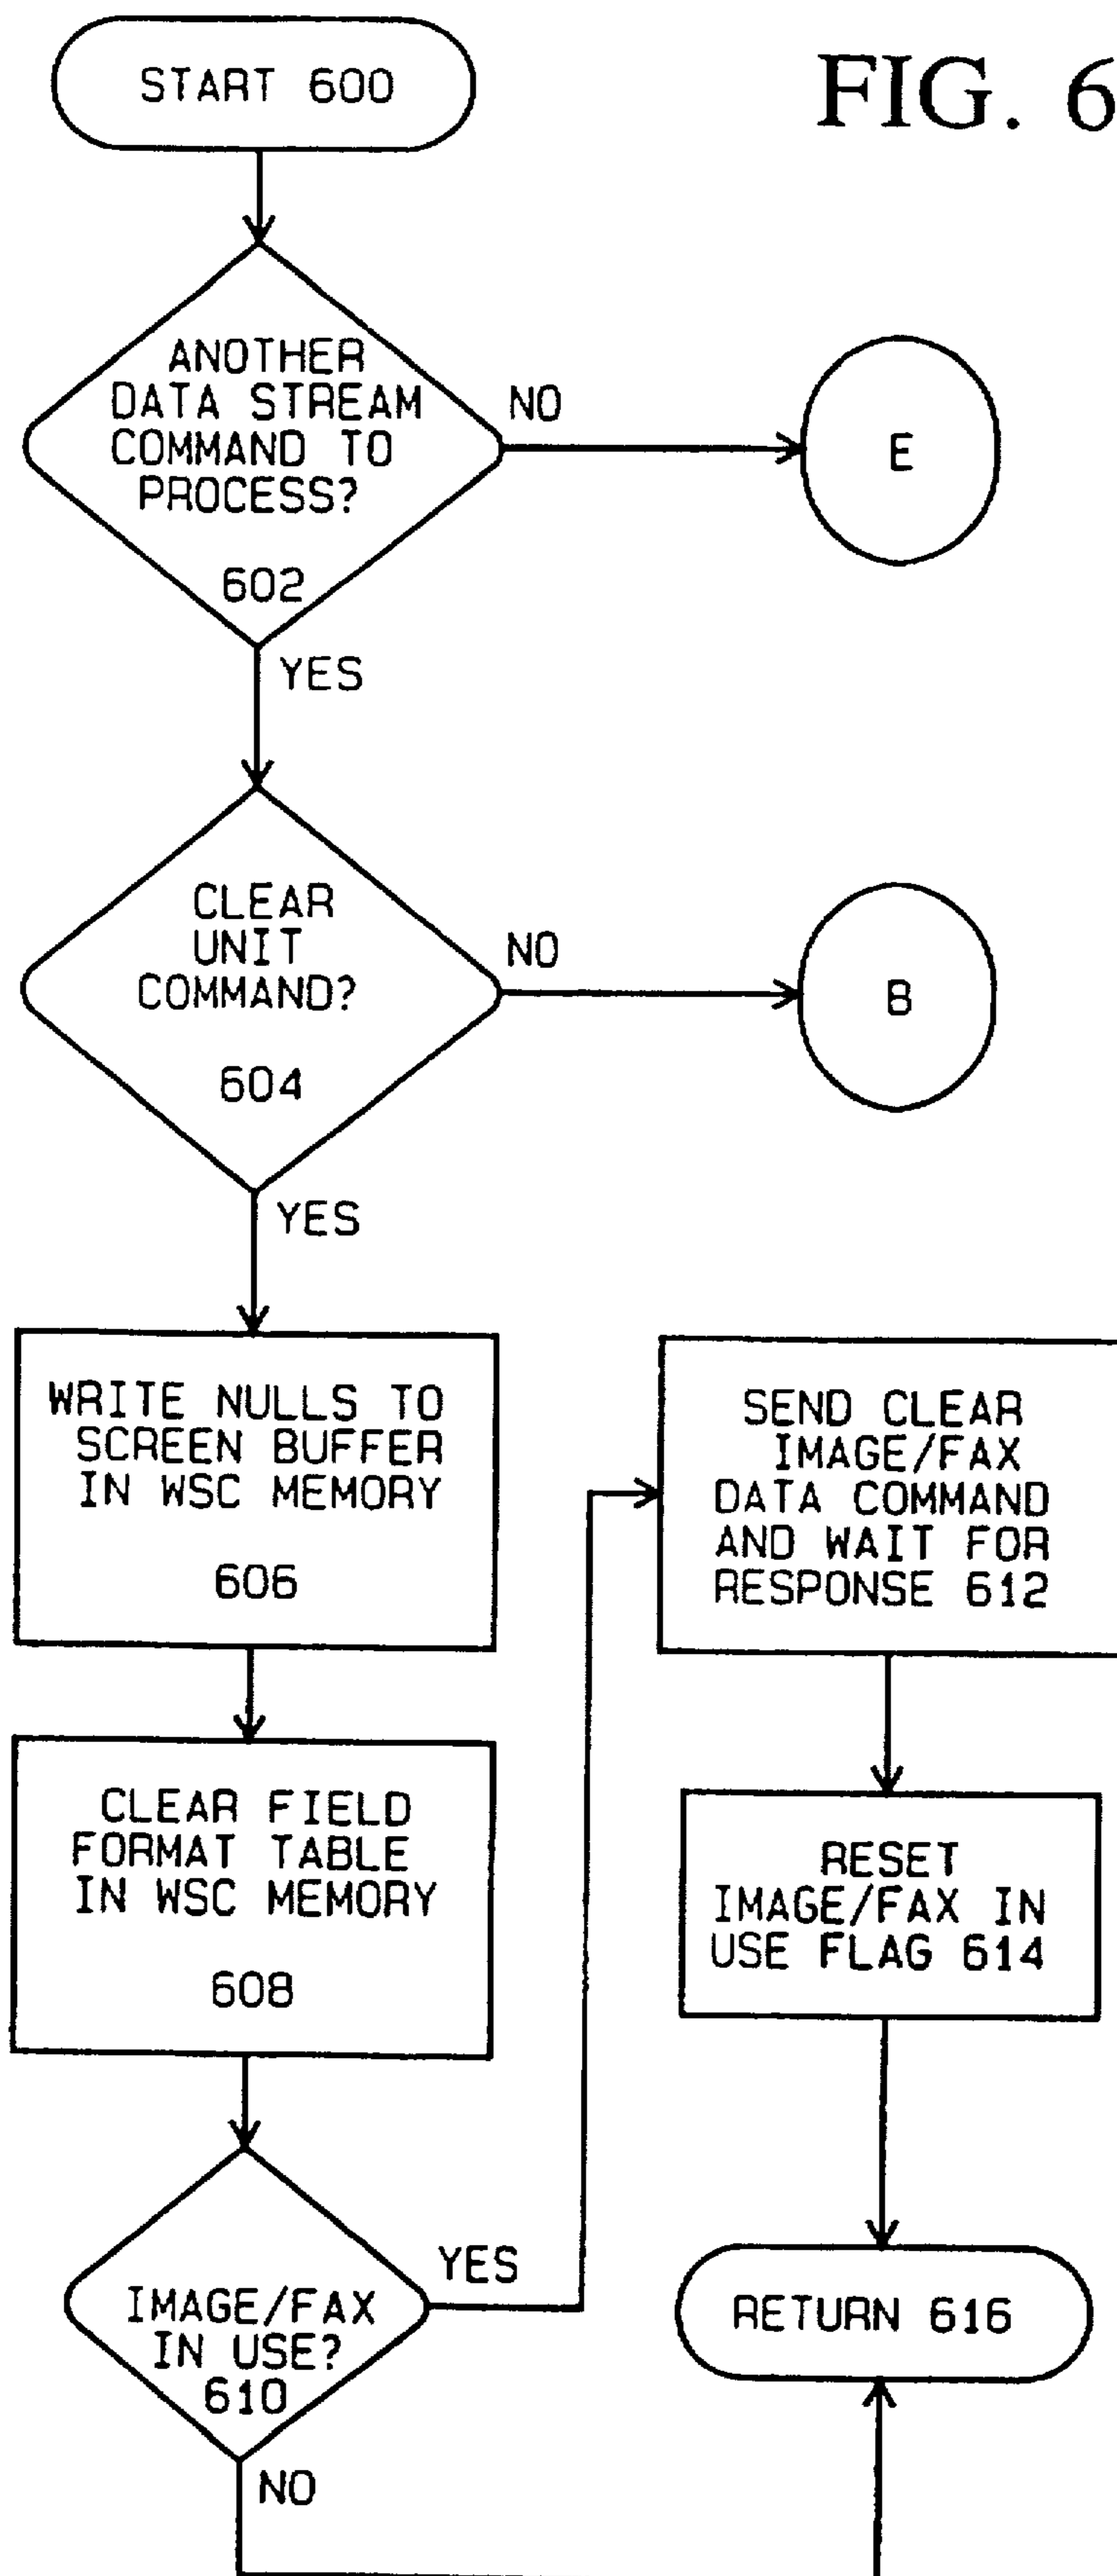 FIG. 6
START 600
ANOTHER
DATA STREAM
COMMAND TO
PROCESS?
602
NO
E
YES
CLEAR
UNIT
COMMAND?
604
NO
B
YES
WRITE NULLS TO
SCREEN BUFFER
IN WSC MEMORY
606
CLEAR FIELD
FORMAT TABLE
IN WSC MEMORY
608
IMAGE/FAX
IN USE?
610
YES
NO
SEND CLEAR
IMAGE/FAX
DATA COMMAND
AND WAIT FOR
RESPONSE 612
RESET
IMAGE/FAX IN
USE FLAG 614
RETURN 616